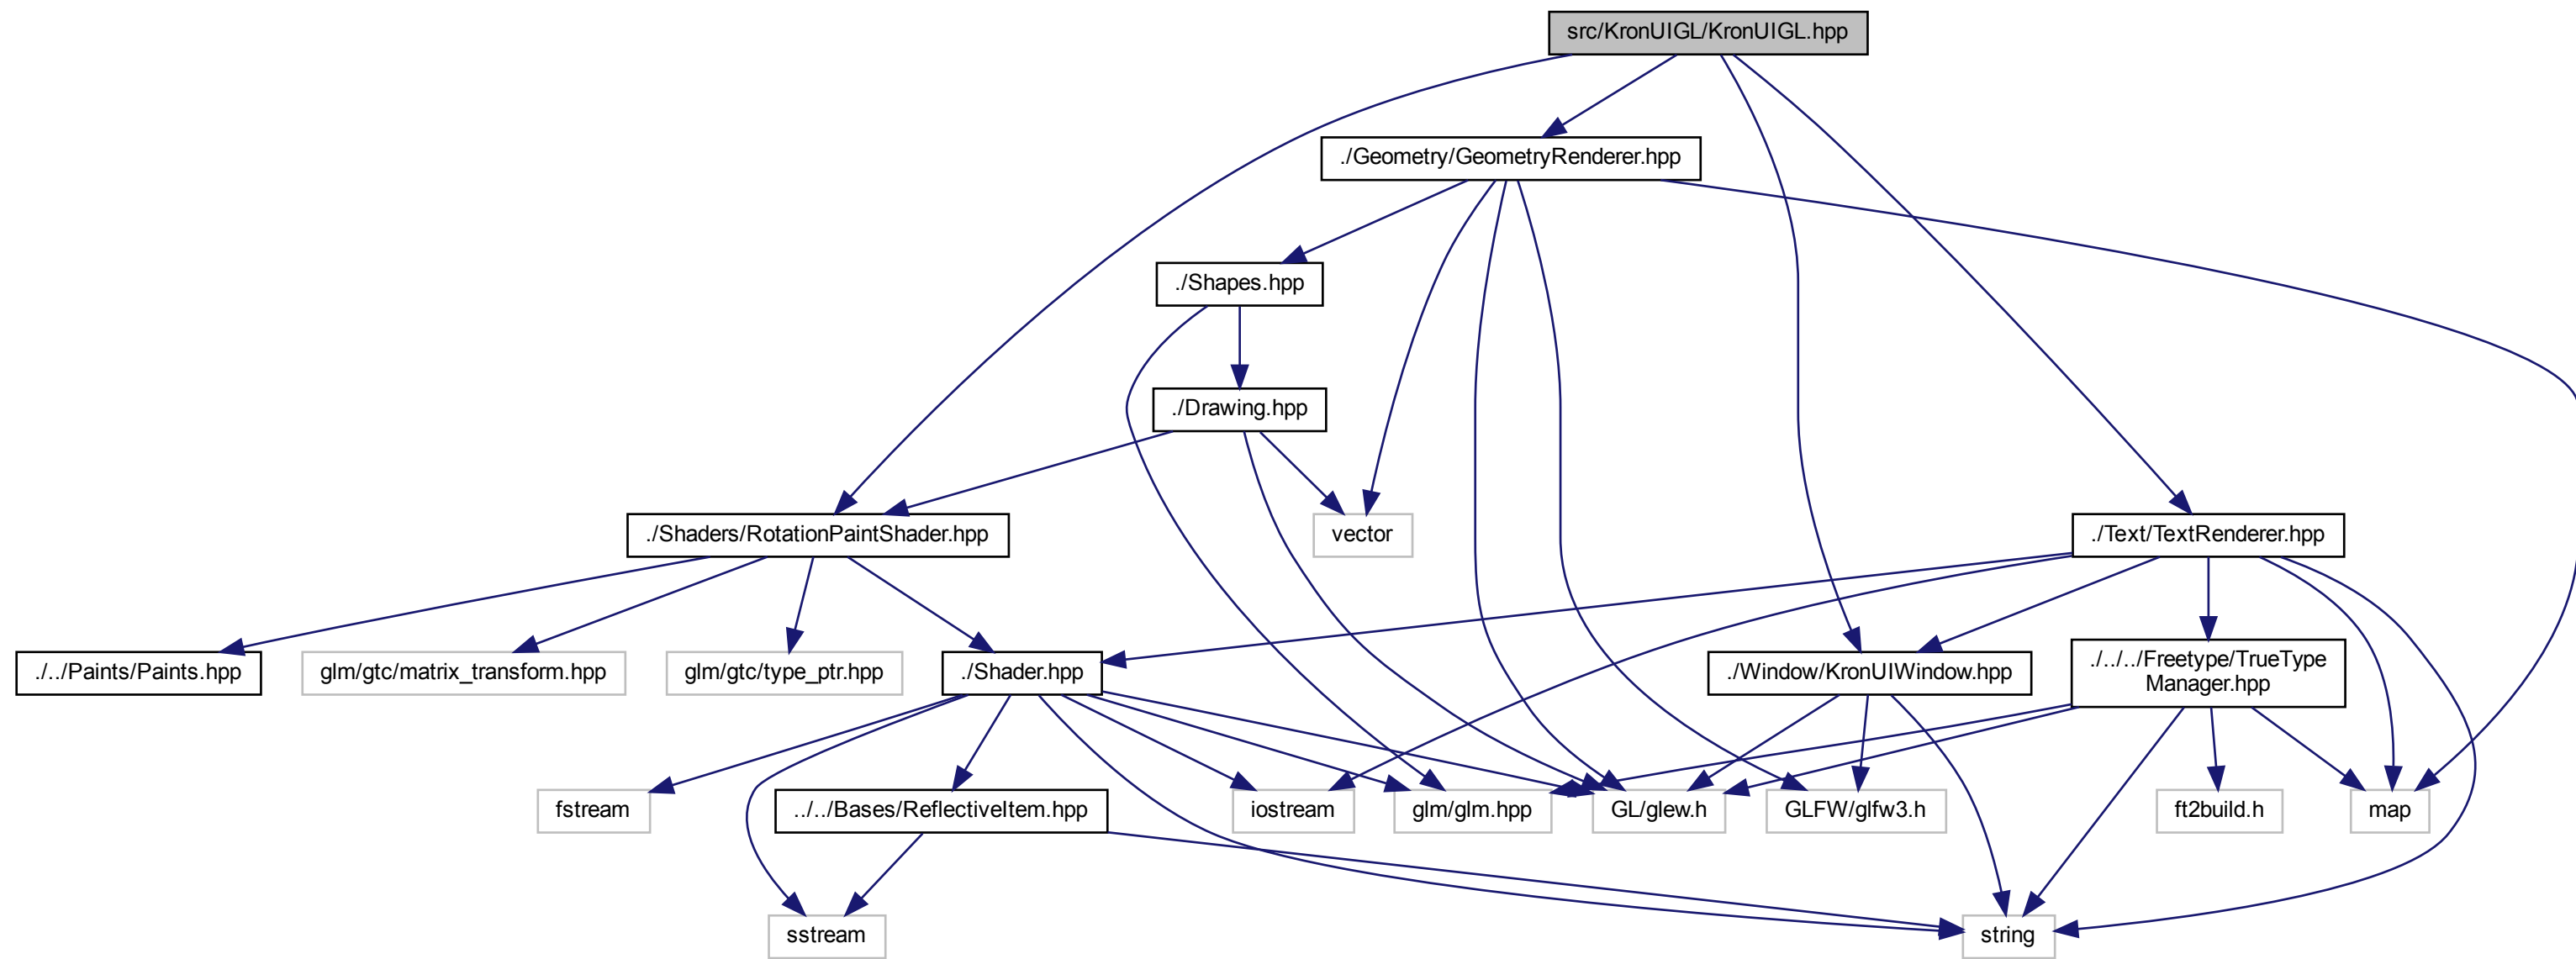 src/KronUIGL/KronUIGL.hpp
./Geometry/GeometryRenderer.hpp
./Shapes.hpp
./Drawing.hpp
./Shaders/RotationPaintShader.hpp
vector
./Text/TextRenderer.hpp
./../Paints/Paints.hpp
glm/gtc/matrix_transform.hpp
glm/gtc/type_ptr.hpp
./Shader.hpp
./Window/KronUIWindow.hpp
./../../Freetype/TrueType
Manager.hpp
fstream
../../Bases/ReflectiveItem.hpp
iostream
glm/glm.hpp
GL/glew.h
GLFW/glfw3.h
ft2build.h
map
sstream
string